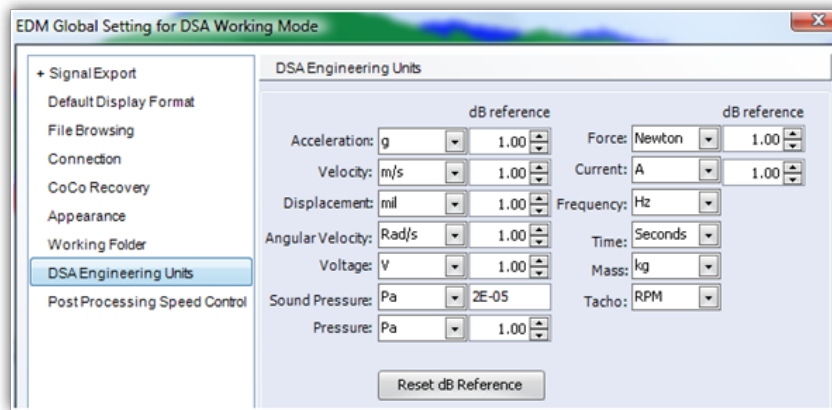 EDM Global Setting for DSA Working Mode
+ Signal Export
Default Display Format
File Browsing
Connection
CoCo Recovery
Appearance
Working Folder
DSA Engineering Units
Post Processing Speed Control
DSA Engineering Units
dB reference
Acceleration: g 1.00
Velocity: m/s 1.00
Displacement: mil 1.00
Angular Velocity: Rad/s 1.00
Voltage: V 1.00
Sound Pressure: Pa 2E-05
Pressure: Pa 1.00
dB reference
Force: Newton 1.00
Current: A 1.00
Frequency: Hz
Time: Seconds
Mass: kg
Tacho: RPM
Reset dB Reference